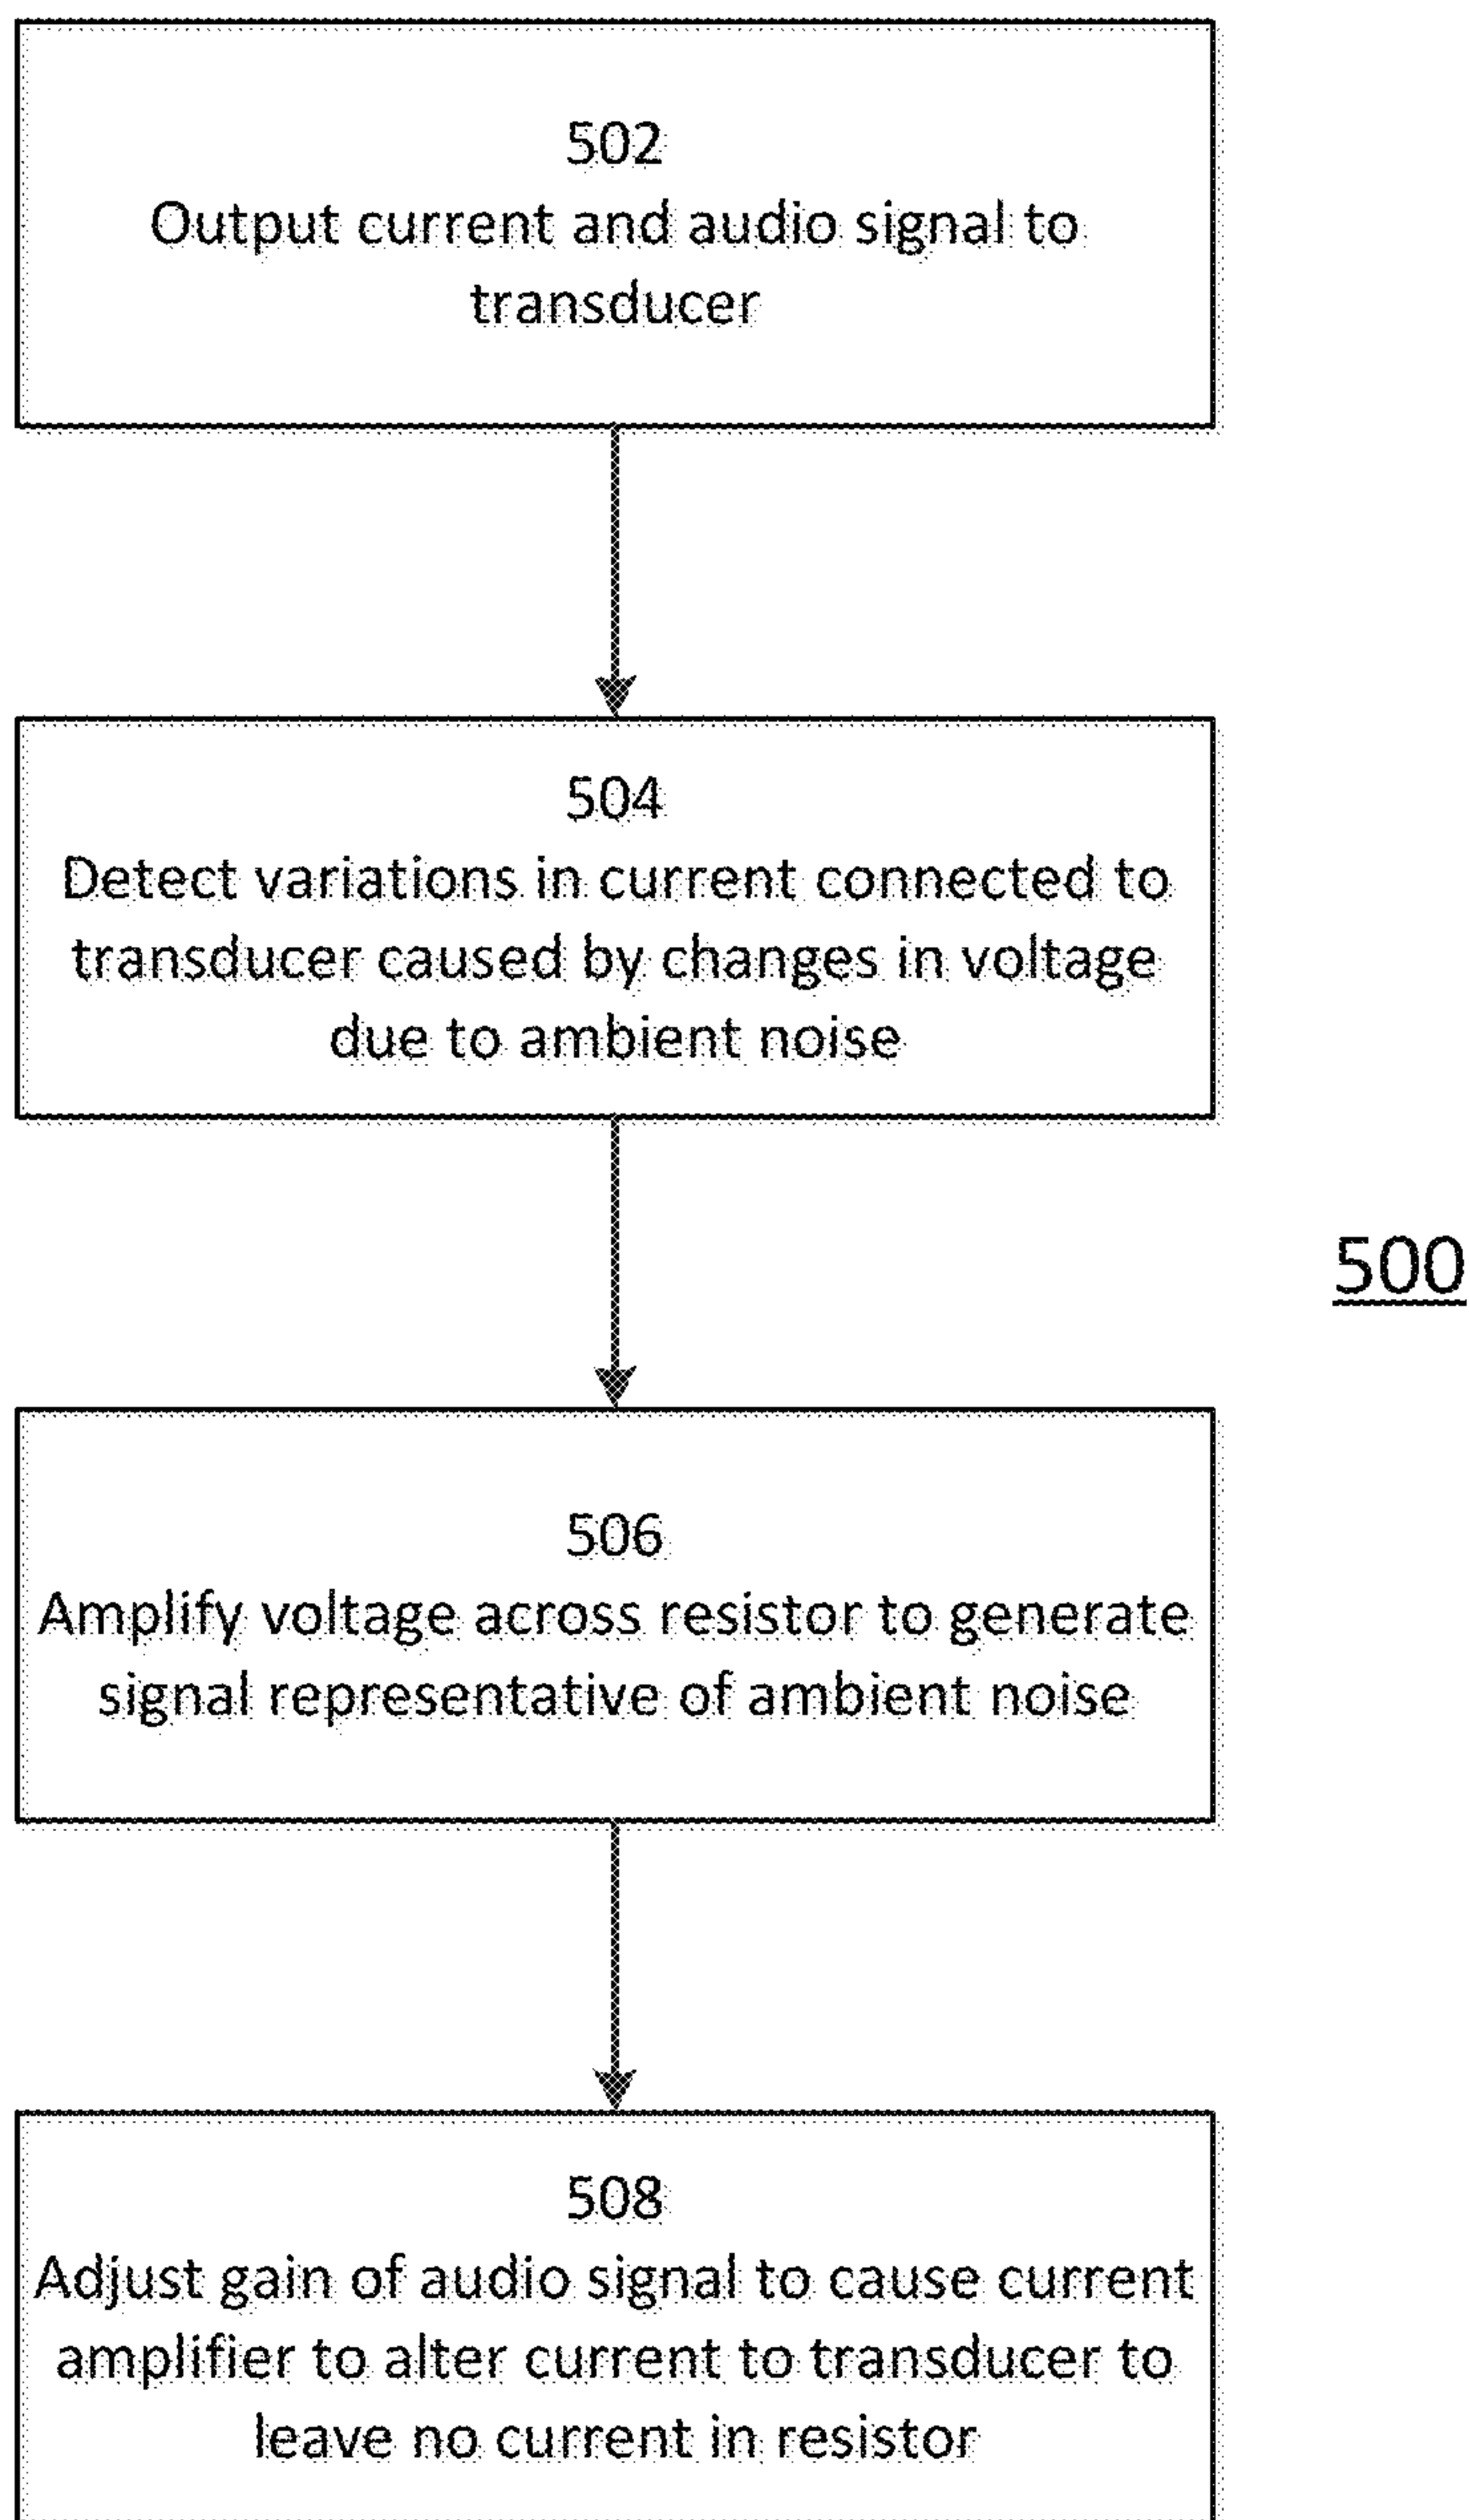 502
Output current and audio signal to
transducer
504
Detect variations in current connected to
transducer caused by changes in voltage
due to ambient noise
500
506
Amplify voltage across resistor to generate
signal representative of ambient noise
508
Adjust gain of audio signal to cause current
amplifier to alter current to transducer to
leave no current in resistor